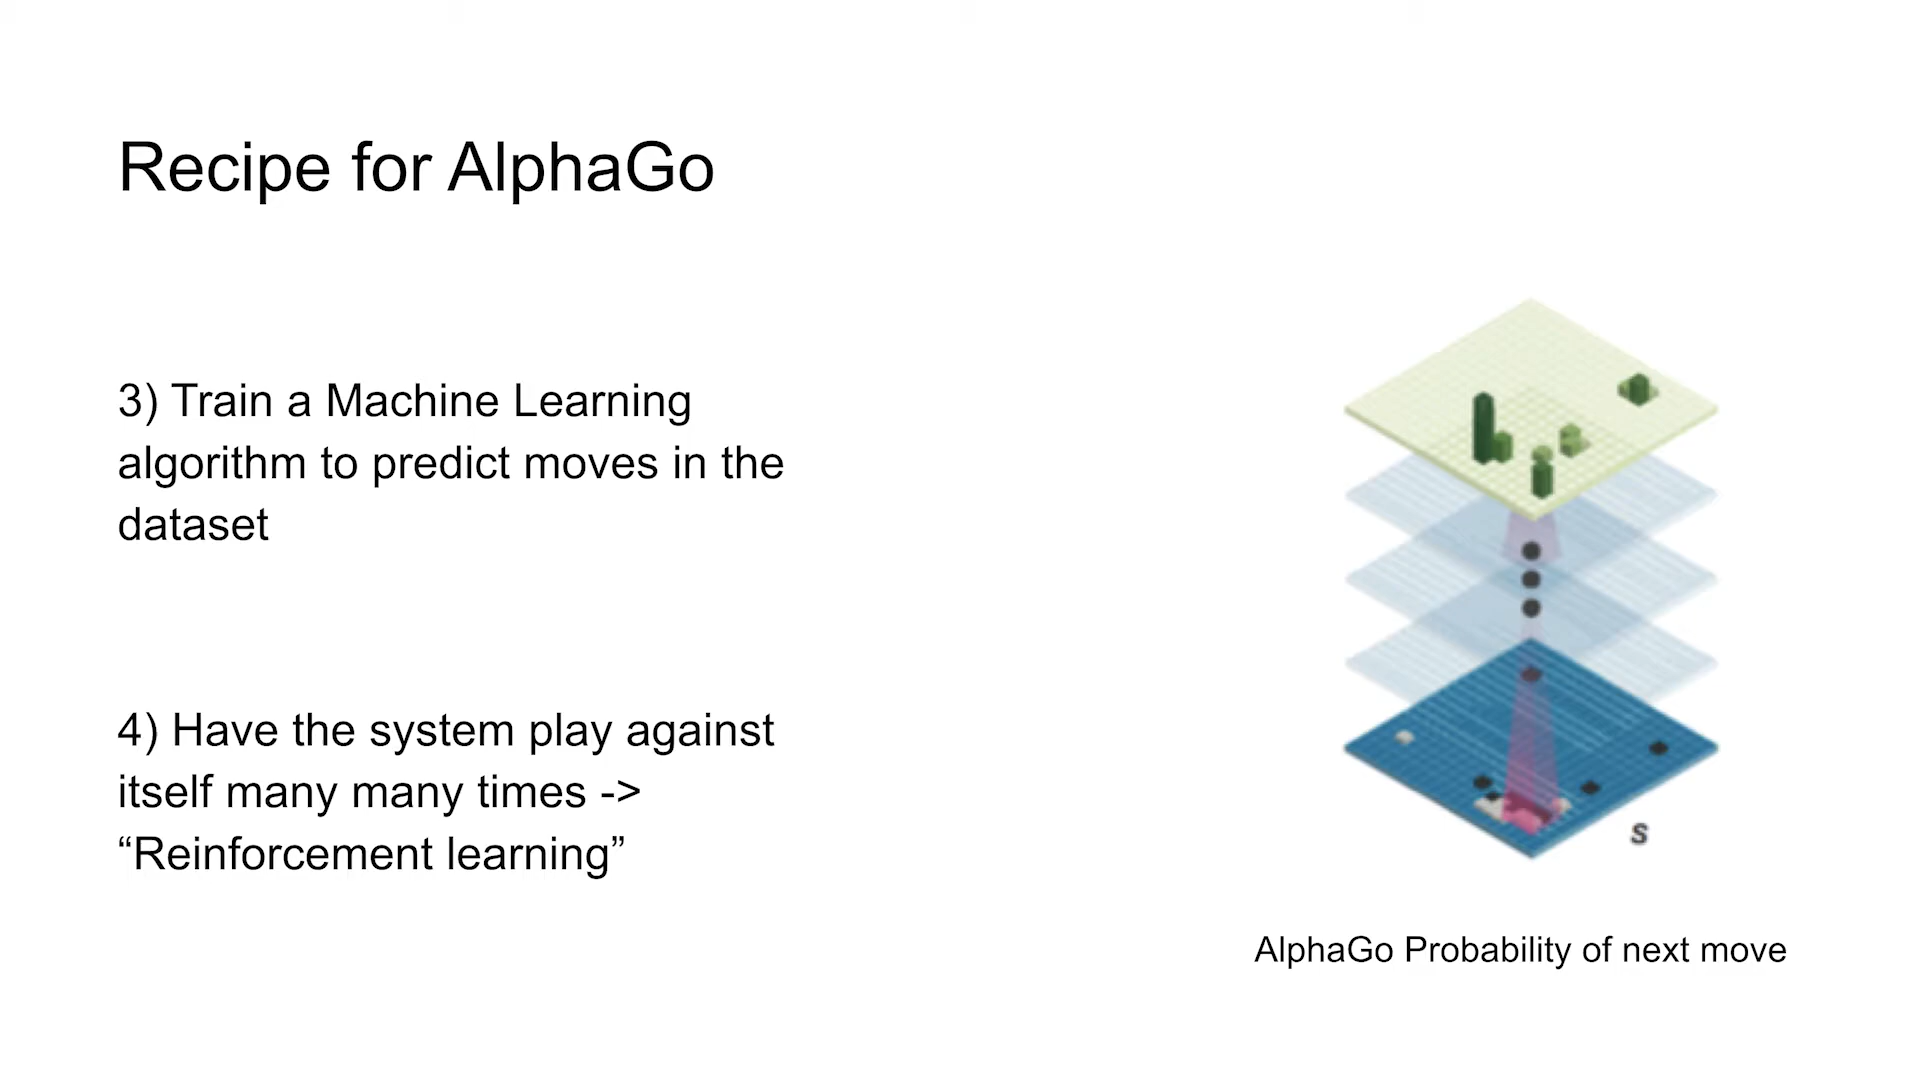 Recipe for AlphaGo
3) Train a Machine Learning
algorithm to predict moves in the
dataset
4) Have the system play against
itself many many times ->
“Reinforcement learning”
s
AlphaGo Probability of next move